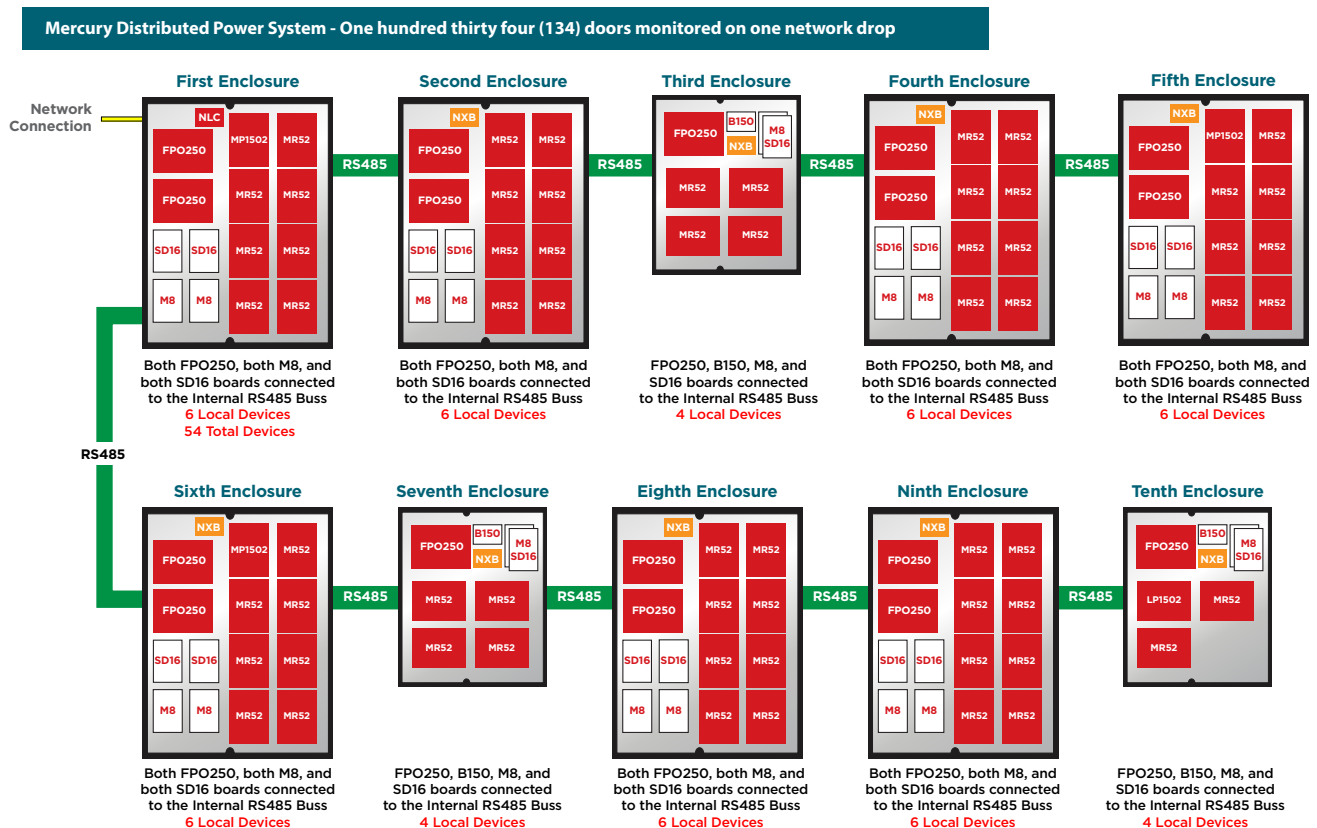 Mercury Distributed Power System - One hundred thirty four (134) doors monitored on one network drop
Network
Connection
First Enclosure
NLC
FPO250
MP1502
MR52
FPO250
MR52
MR52
SD16
SD16
MR52
MR52
M8
M8
MR52
MR52
Both FPO250, both M8, and
both SD16 boards connected
to the Internal RS485 Buss
6 Local Devices
54 Total Devices
RS485
Second Enclosure
NXB
FPO250
MR52
MR52
FPO250
MR52
MR52
SD16
SD16
MR52
MR52
M8
M8
MR52
MR52
Both FPO250, both M8, and
both SD16 boards connected
to the Internal RS485 Buss
6 Local Devices
RS485
Third Enclosure
FPO250
B150
NXB
M8
SD16
MR52
MR52
MR52
MR52
FPO250, B150, M8, and
SD16 boards connected
to the Internal RS485 Buss
4 Local Devices
RS485
Fourth Enclosure
NXB
FPO250
MR52
MR52
FPO250
MR52
MR52
SD16
SD16
MR52
MR52
M8
M8
MR52
MR52
Both FPO250, both M8, and
both SD16 boards connected
to the Internal RS485 Buss
6 Local Devices
RS485
Fifth Enclosure
NXB
FPO250
MP1502
MR52
FPO250
MR52
MR52
SD16
SD16
MR52
MR52
M8
M8
MR52
MR52
Both FPO250, both M8, and
both SD16 boards connected
to the Internal RS485 Buss
6 Local Devices
RS485
Sixth Enclosure
NXB
FPO250
MP1502
MR52
FPO250
MR52
MR52
SD16
SD16
MR52
MR52
M8
M8
MR52
MR52
Both FPO250, both M8, and
both SD16 boards connected
to the Internal RS485 Buss
6 Local Devices
RS485
Seventh Enclosure
FPO250
B150
NXB
M8
SD16
MR52
MR52
MR52
MR52
FPO250, B150, M8, and
SD16 boards connected
to the Internal RS485 Buss
4 Local Devices
RS485
Eighth Enclosure
NXB
FPO250
MR52
MR52
FPO250
MR52
MR52
SD16
SD16
MR52
MR52
M8
M8
MR52
MR52
Both FPO250, both M8, and
both SD16 boards connected
to the Internal RS485 Buss
6 Local Devices
RS485
Ninth Enclosure
NXB
FPO250
MR52
MR52
FPO250
MR52
MR52
SD16
SD16
MR52
MR52
M8
M8
MR52
MR52
Both FPO250, both M8, and
both SD16 boards connected
to the Internal RS485 Buss
6 Local Devices
RS485
Tenth Enclosure
FPO250
B150
NXB
M8
SD16
LP1502
MR52
MR52
FPO250, B150, M8, and
SD16 boards connected
to the Internal RS485 Buss
4 Local Devices